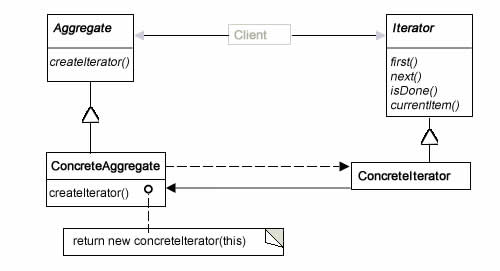 Aggregate
Client
Iterator
createIterator()
first()
next()
isDone()
currentItem()
ConcreteAggregate
createIterator()
ConcreteIterator
return new concreteIterator(this)